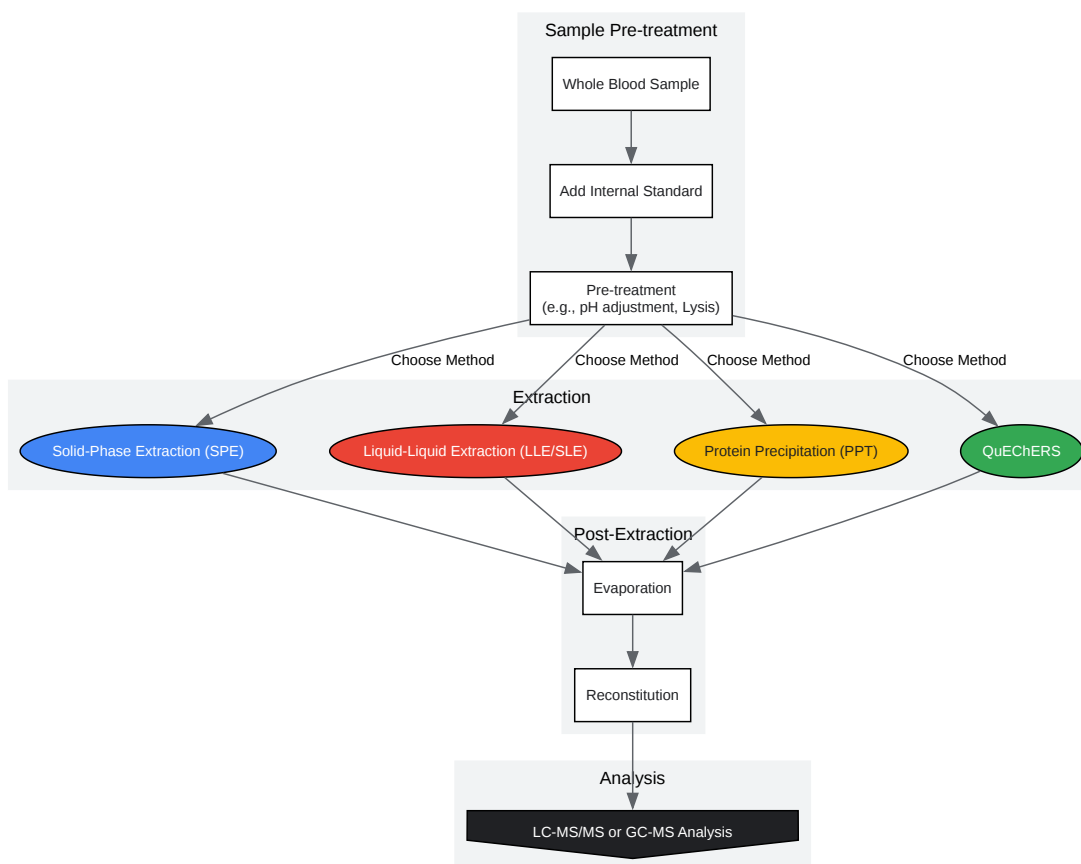 Sample Pre-treatment
Whole Blood Sample
Add Internal Standard
Pre-treatment
(e.g., pH adjustment, Lysis)
Choose Method
Choose Method
Choose Method
Choose Method
Extraction
Solid-Phase Extraction (SPE)
Liquid-Liquid Extraction (LLE/SLE)
Protein Precipitation (PPT)
QuEChERS
Post-Extraction
Evaporation
Reconstitution
Analysis
LC-MS/MS or GC-MS Analysis